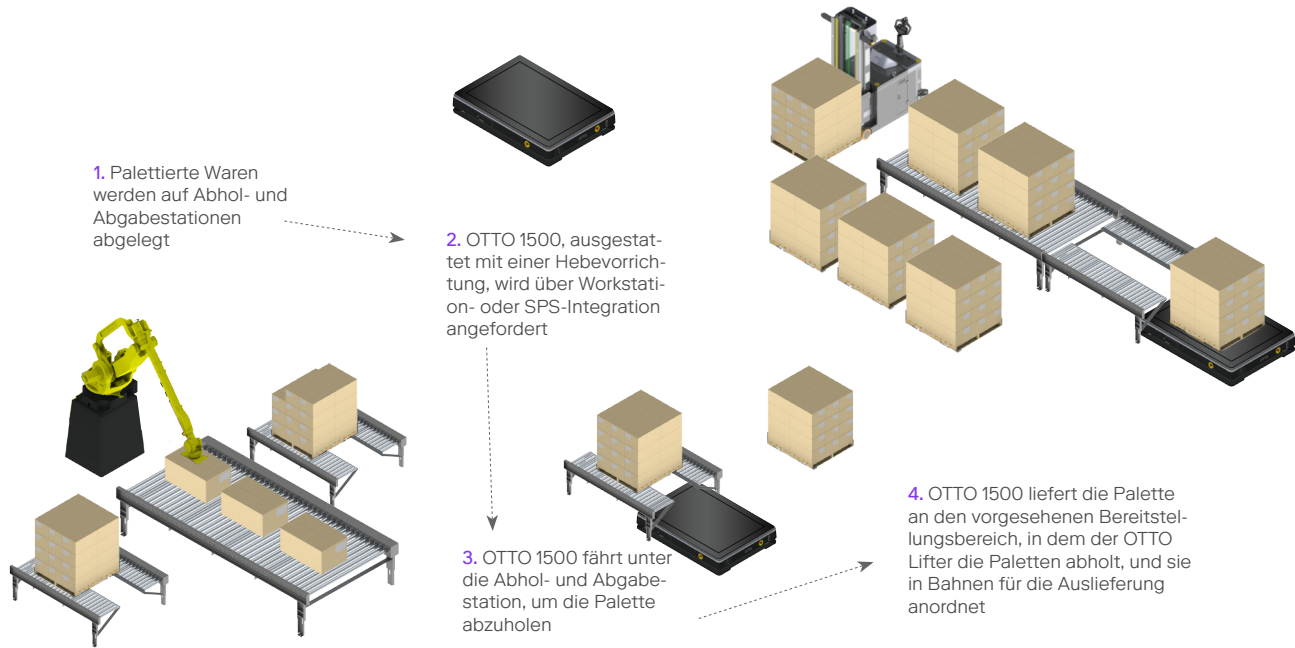 1. Palettierte Waren
werden auf Abhol- und
Abgabestationen
abgelegt
2. OTTO 1500, ausgestat-
tet mit einer Hebevorrich-
tung, wird über Workstati-
on- oder SPS-Integration
angefordert
3. OTTO 1500 fährt unter
die Abhol- und Abgabe-
station, um die Palette
abzuholen
4. OTTO 1500 liefert die Palette
an den vorgesehenen Bereitstel-
lungsbereich, in dem der OTTO
Lifter die Paletten abholt, und sie
in Bahnen für die Auslieferung
anordnet